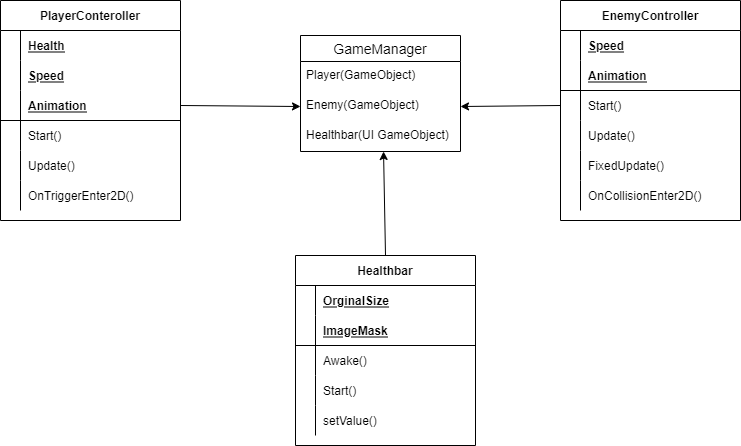 PlayerConteroller
Health
Speed
Animation
Start()
Update()
OnTriggerEnter2D()
GameManager
Player(GameObject)
Enemy(GameObject)
Healthbar(UI GameObject)
EnemyController
Speed
Animation
Start()
Update()
FixedUpdate()
OnCollisionEnter2D()
Healthbar
OrginalSize
ImageMask
Awake()
Start()
setValue()